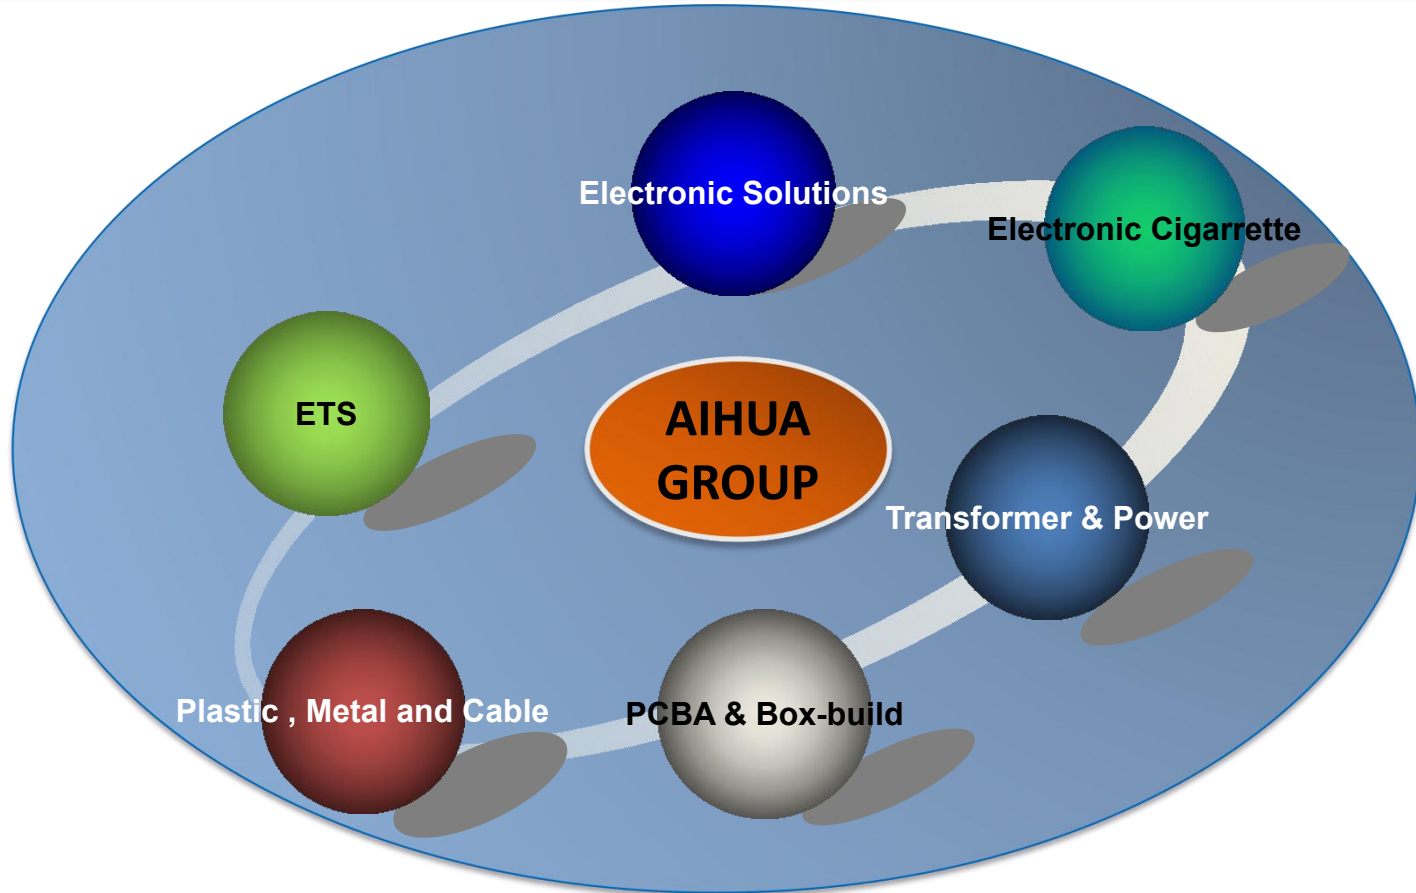 Electronic Solutions
Electronic Cigarrette
ETS
AIHUA
GROUP
Transformer & Power
Plastic , Metal and Cable
PCBA & Box-build